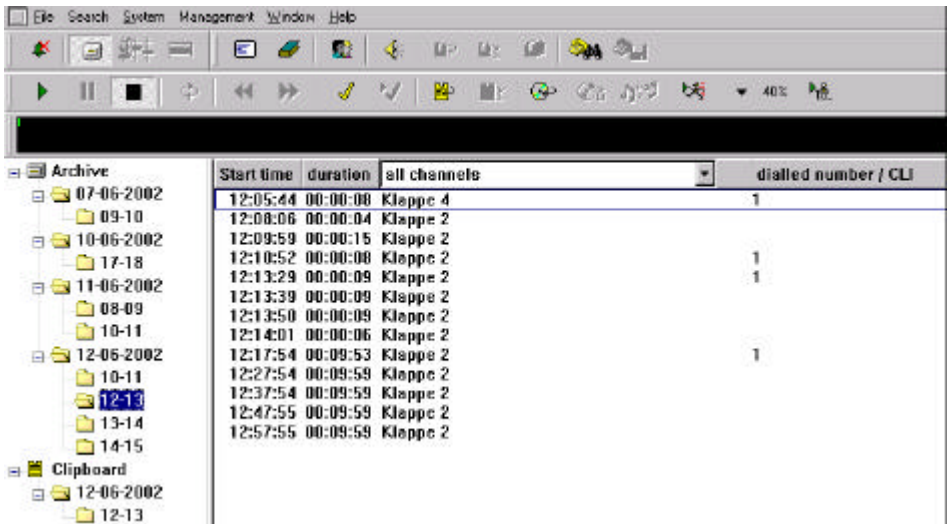 File Search System Management Window Help
40%
Archive
07-06-2002
09-10
10-06-2002
17-18
11-06-2002
08-09
10-11
12-06-2002
10-11
12-13
13-14
14-15
Clipboard
12-06-2002
12-13
Start time duration all channels dialled number / CLI
12:05:44 00:00:08 Klappe 4 1
12:08:06 00:00:04 Klappe 2
12:09:59 00:00:15 Klappe 2
12:10:52 00:00:08 Klappe 2 1
12:13:29 00:00:09 Klappe 2 1
12:13:39 00:00:09 Klappe 2
12:13:50 00:00:09 Klappe 2
12:14:01 00:00:06 Klappe 2
12:17:54 00:09:53 Klappe 2 1
12:27:54 00:09:59 Klappe 2
12:37:54 00:09:59 Klappe 2
12:47:55 00:09:59 Klappe 2
12:57:55 00:09:59 Klappe 2